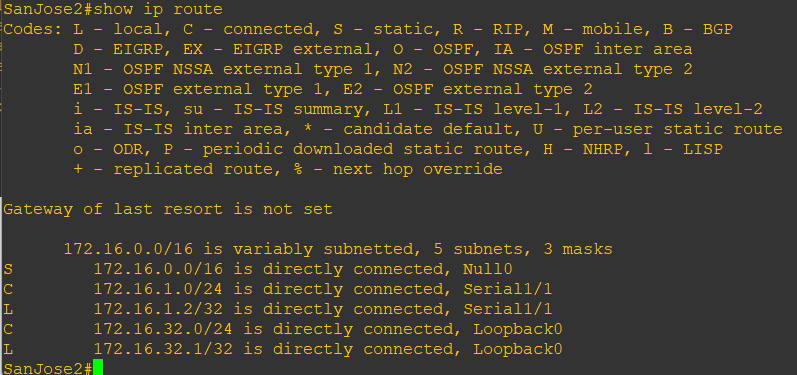 SanJose2#show ip route
Codes: L - local, C - connected, S - static, R - RIP, M - mobile, B - BGP
       D - EIGRP, EX - EIGRP external, O - OSPF, IA - OSPF inter area
       N1 - OSPF NSSA external type 1, N2 - OSPF NSSA external type 2
       E1 - OSPF external type 1, E2 - OSPF external type 2
       i - IS-IS, su - IS-IS summary, L1 - IS-IS level-1, L2 - IS-IS level-2
       ia - IS-IS inter area, * - candidate default, U - per-user static route
       o - ODR, P - periodic downloaded static route, H - NHRP, l - LISP
       + - replicated route, % - next hop override
Gateway of last resort is not set
      172.16.0.0/16 is variably subnetted, 5 subnets, 3 masks
S        172.16.0.0/16 is directly connected, Null0
C        172.16.1.0/24 is directly connected, Serial1/1
L        172.16.1.2/32 is directly connected, Serial1/1
C        172.16.32.0/24 is directly connected, Loopback0
L        172.16.32.1/32 is directly connected, Loopback0
SanJose2#